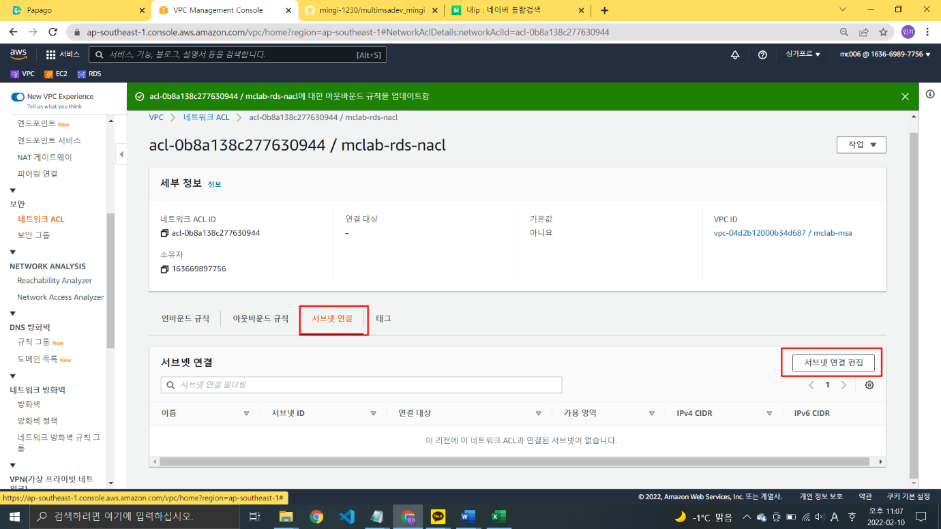 Papago
VPC Management Console
mingi-1230/multimsadev_mingi
내ip : 네이버 통합검색
ap-southeast-1.console.aws.amazon.com/vpc/home?region=ap-southeast-1#NetworkAclDetails:networkAclId=acl-0b8a138c277630944
민기
aws
서비스
서비스, 기능, 블로그, 설명서 등을 검색합니다.
[Alt+S]
싱가포르
mc006 @ 1636-6989-7756
VPC
EC2
RDS
New VPC Experience
Tell us what you think
acl-0b8a138c277630944 / mclab-rds-nacl에 대한 아웃바운드 규칙을 업데이트함
엔드포인트 New
엔드포인트 서비스
NAT 게이트웨이
피어링 연결
보안
네트워크 ACL
보안 그룹
NETWORK ANALYSIS
Reachability Analyzer
Network Access Analyzer
DNS 방화벽
규칙 그룹 New
도메인 목록 New
네트워크 방화벽
방화벽
방화벽 정책
네트워크 방화벽 규칙 그
룹
VPN(가상 프라이빗 네트
워크)
VPC
네트워크 ACL
acl-0b8a138c277630944 / mclab-rds-nacl
acl-0b8a138c277630944 / mclab-rds-nacl
작업
세부 정보 정보
네트워크 ACL ID
acl-0b8a138c277630944
연결 대상
–
기본값
아니요
VPC ID
vpc-04d2b12000b34d687 / mclab-msa
소유자
163669897756
인바운드 규칙
아웃바운드 규칙
서브넷 연결
태그
서브넷 연결
서브넷 연결 편집
서브넷 연결 필터링
1
이름
서브넷 ID
연결 대상
가용 영역
IPv4 CIDR
IPv6 CIDR
이 리전에 이 네트워크 ACL과 연결된 서브넷이 없습니다.
https://ap-southeast-1.console.aws.amazon.com/vpc/home?region=ap-southeast-1#
© 2022, Amazon Web Services, Inc. 또는 계열사.
개인 정보 보호
약관
쿠키 기본 설정
검색하려면 여기에 입력하십시오.
-1°C 맑음
A
오후 11:07
2022-02-10